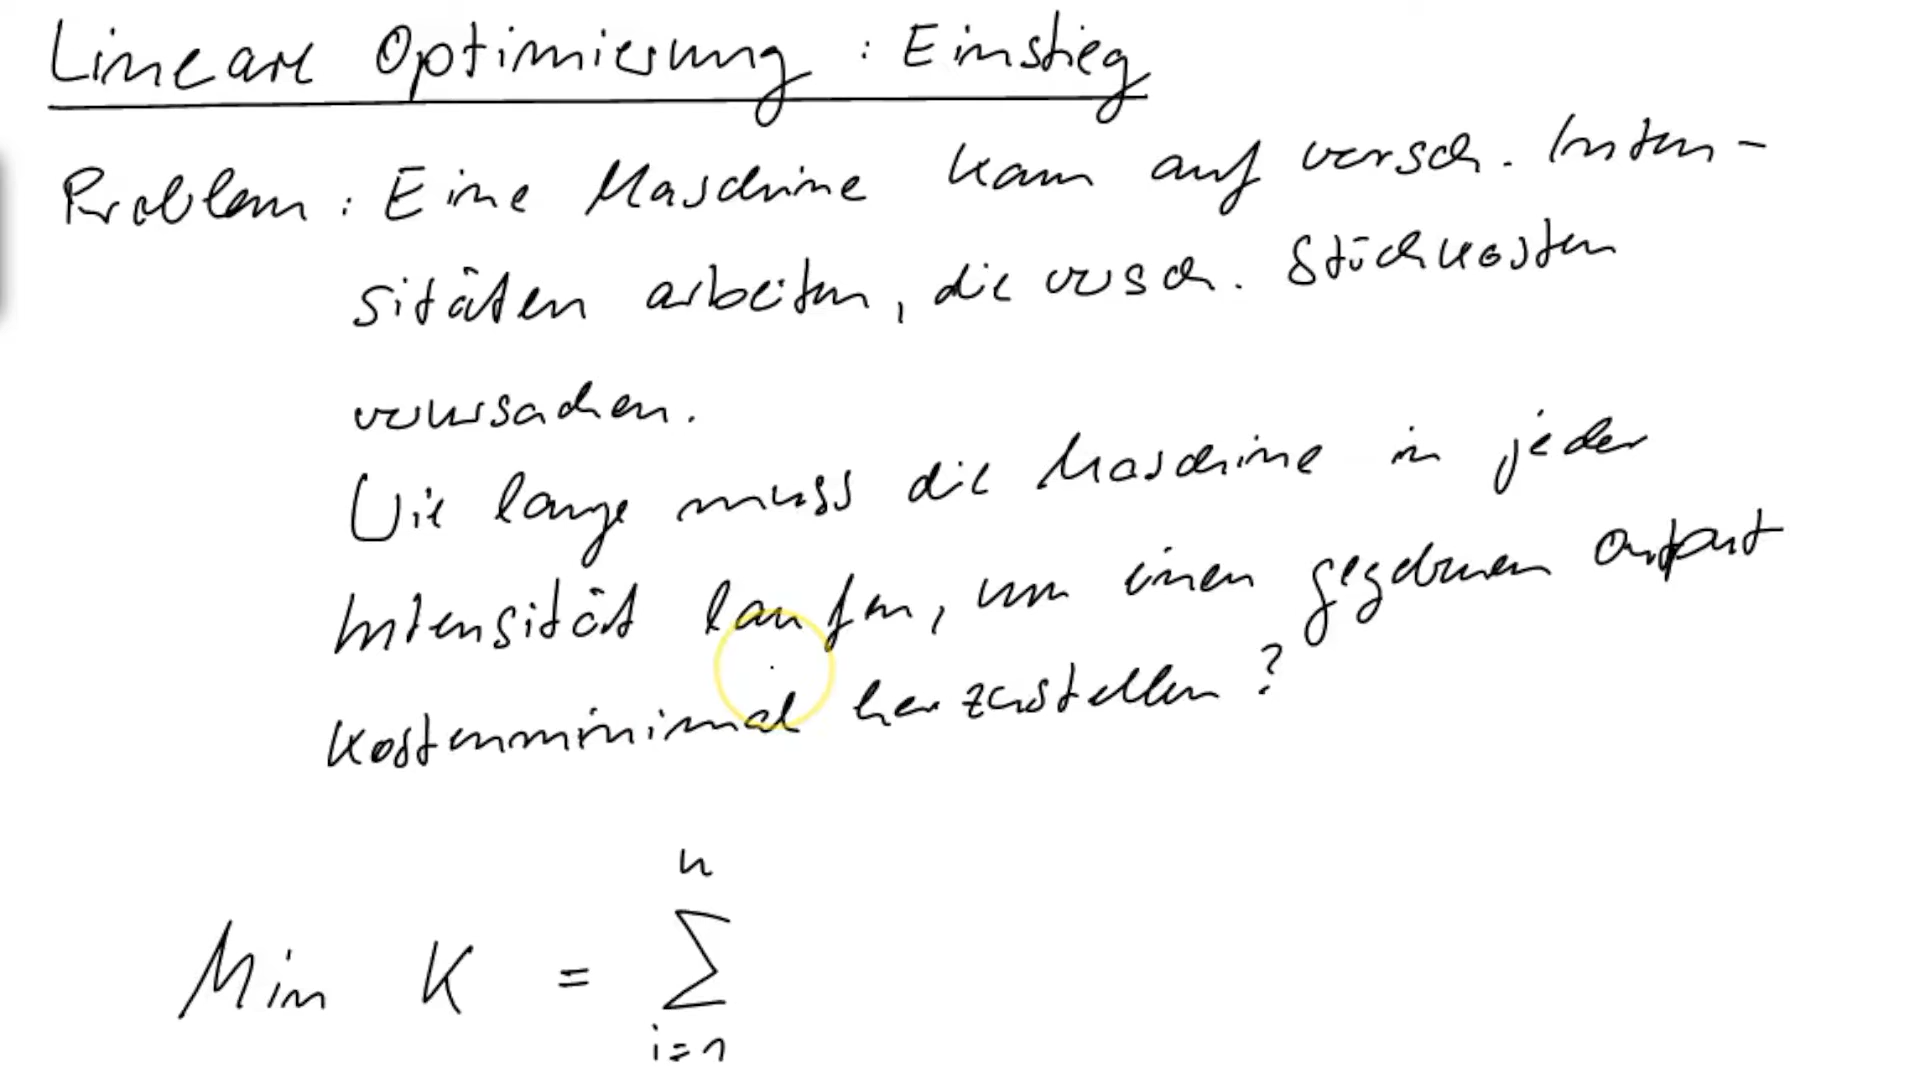 Lineare Optimierung : Einstieg
Problem : Eine Maschine kann auf versch. Inten-
sitäten arbeiten, die versch. Stückkosten
verursachen.
Wie lange muss die Maschine in jeder
Intensität laufen, um einen gegebenen Output
kostenminimal herzustellen ?
n
Min K = Σ
i=1